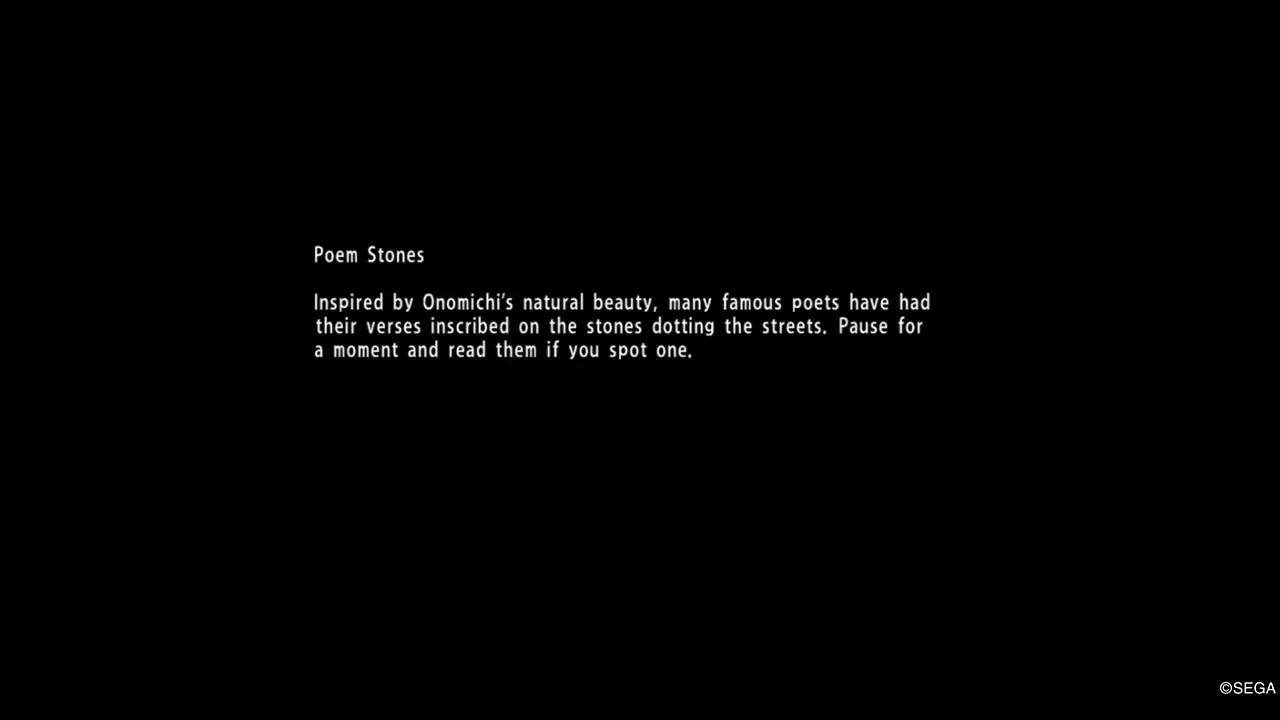 Poem Stones
Inspired by Onomichi's natural beauty, many famous poets have had
their verses inscribed on the stones dotting the streets. Pause for
a moment and read them if you spot one.
©SEGA